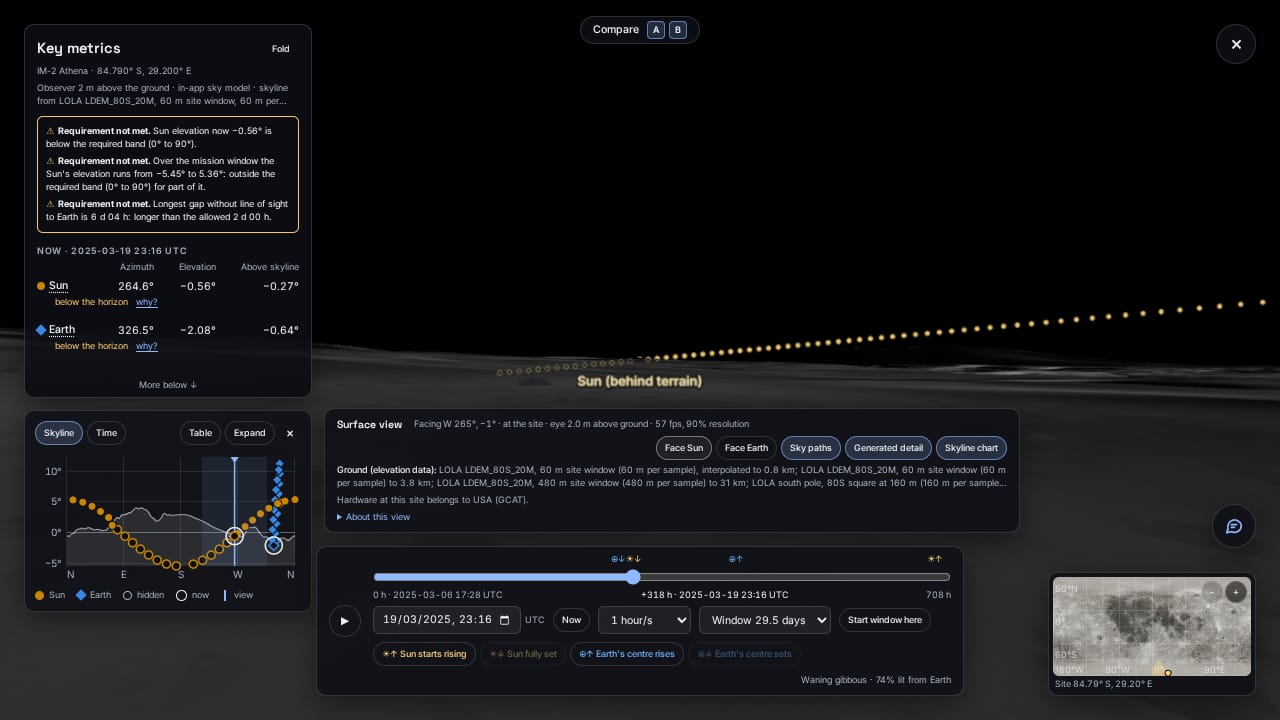 Compare A B
Key metrics
Fold
IM-2 Athena · 84.790° S, 29.200° E
Observer 2 m above the ground · in-app sky model · skyline
from LOLA LDEM_80S_20M, 60 m site window, 60 m per...
⚠ Requirement not met. Sun elevation now −0.56° is
below the required band (0° to 90°).
⚠ Requirement not met. Over the mission window the
Sun's elevation runs from −5.45° to 5.36°: outside the
required band (0° to 90°) for part of it.
⚠ Requirement not met. Longest gap without line of sight
to Earth is 6 d 04 h: longer than the allowed 2 d 00 h.
NOW · 2025-03-19 23:16 UTC
Azimuth Elevation Above skyline
Sun 264.6° −0.56° −0.27°
below the horizon why?
Earth 326.5° −2.08° −0.64°
below the horizon why?
More below ↓
Sun (behind terrain)
Skyline Time Table Expand ×
10°
5°
0°
−5°
N E S W N
Sun Earth hidden now view
Surface view Facing W 265°, −1° · at the site · eye 2.0 m above ground · 57 fps, 90% resolution
Face Sun Face Earth Sky paths Generated detail Skyline chart
Ground (elevation data): LOLA LDEM_80S_20M, 60 m site window (60 m per sample), interpolated to 0.8 km; LOLA LDEM_80S_20M, 60 m site window (60 m
per sample) to 3.8 km; LOLA LDEM_80S_20M, 480 m site window (480 m per sample) to 31 km; LOLA south pole, 80S square at 160 m (160 m per sample...
Hardware at this site belongs to USA (GCAT).
▶ About this view
⊕↓ ☀↓ ⊕↑ ☀↑
0 h · 2025-03-06 17:28 UTC +318 h · 2025-03-19 23:16 UTC 708 h
▶ 19/03/2025, 23:16 UTC Now 1 hour/s Window 29.5 days Start window here
☀↑ Sun starts rising ☀↓ Sun fully set ⊕↑ Earth's centre rises ⊕↓ Earth's centre sets
Waning gibbous · 74% lit from Earth
60°N
− +
0°
60°S
180°W 90°W 0° 90°E
Site 84.79° S, 29.20° E